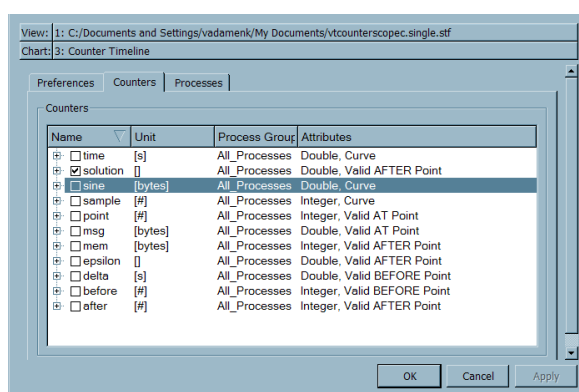 View: 1: C:/Documents and Settings/vadamenk/My Documents/vtcounterscopec.single.stf
Chart: 3: Counter Timeline
Preferences Counters Processes
Counters
Name Unit Process Group Attributes
time [s] All_Processes Double, Curve
solution [] All_Processes Double, Valid AFTER Point
sine [bytes] All_Processes Double, Curve
sample [#] All_Processes Integer, Curve
point [#] All_Processes Integer, Valid AT Point
msg [bytes] All_Processes Double, Valid AT Point
mem [bytes] All_Processes Integer, Valid AFTER Point
epsilon [] All_Processes Double, Valid AFTER Point
delta [s] All_Processes Double, Valid BEFORE Point
before [#] All_Processes Integer, Valid BEFORE Point
after [#] All_Processes Integer, Valid AFTER Point
OK Cancel Apply